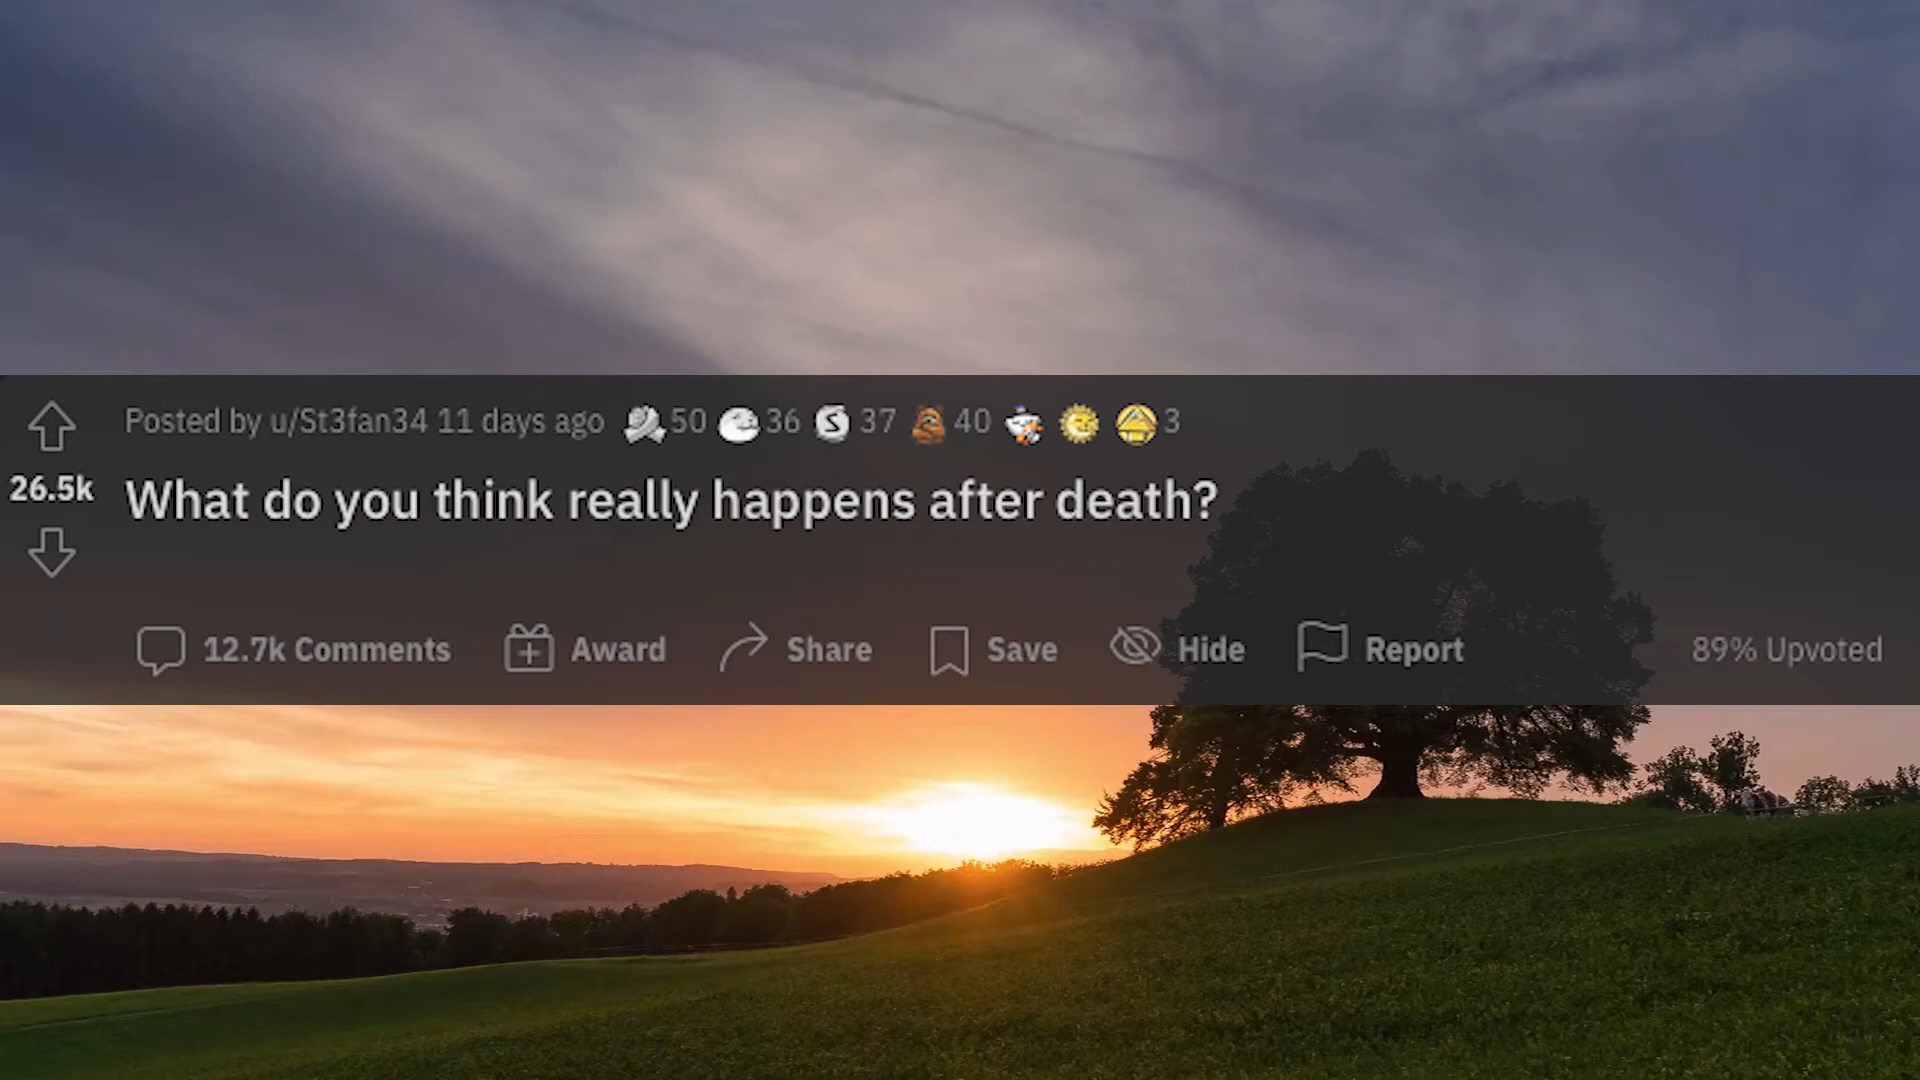 Posted by u/St3fan34 11 days ago 50 36 S 37 40 3
26.5k
What do you think really happens after death?
12.7k Comments Award Share Save Hide Report 89% Upvoted